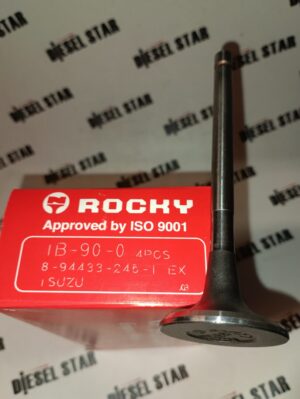 DIESEL STAR
ROCKY
Approved by ISO 9001
IB-90-0 4PCS
8-94433-246-1 EX
ISUZU